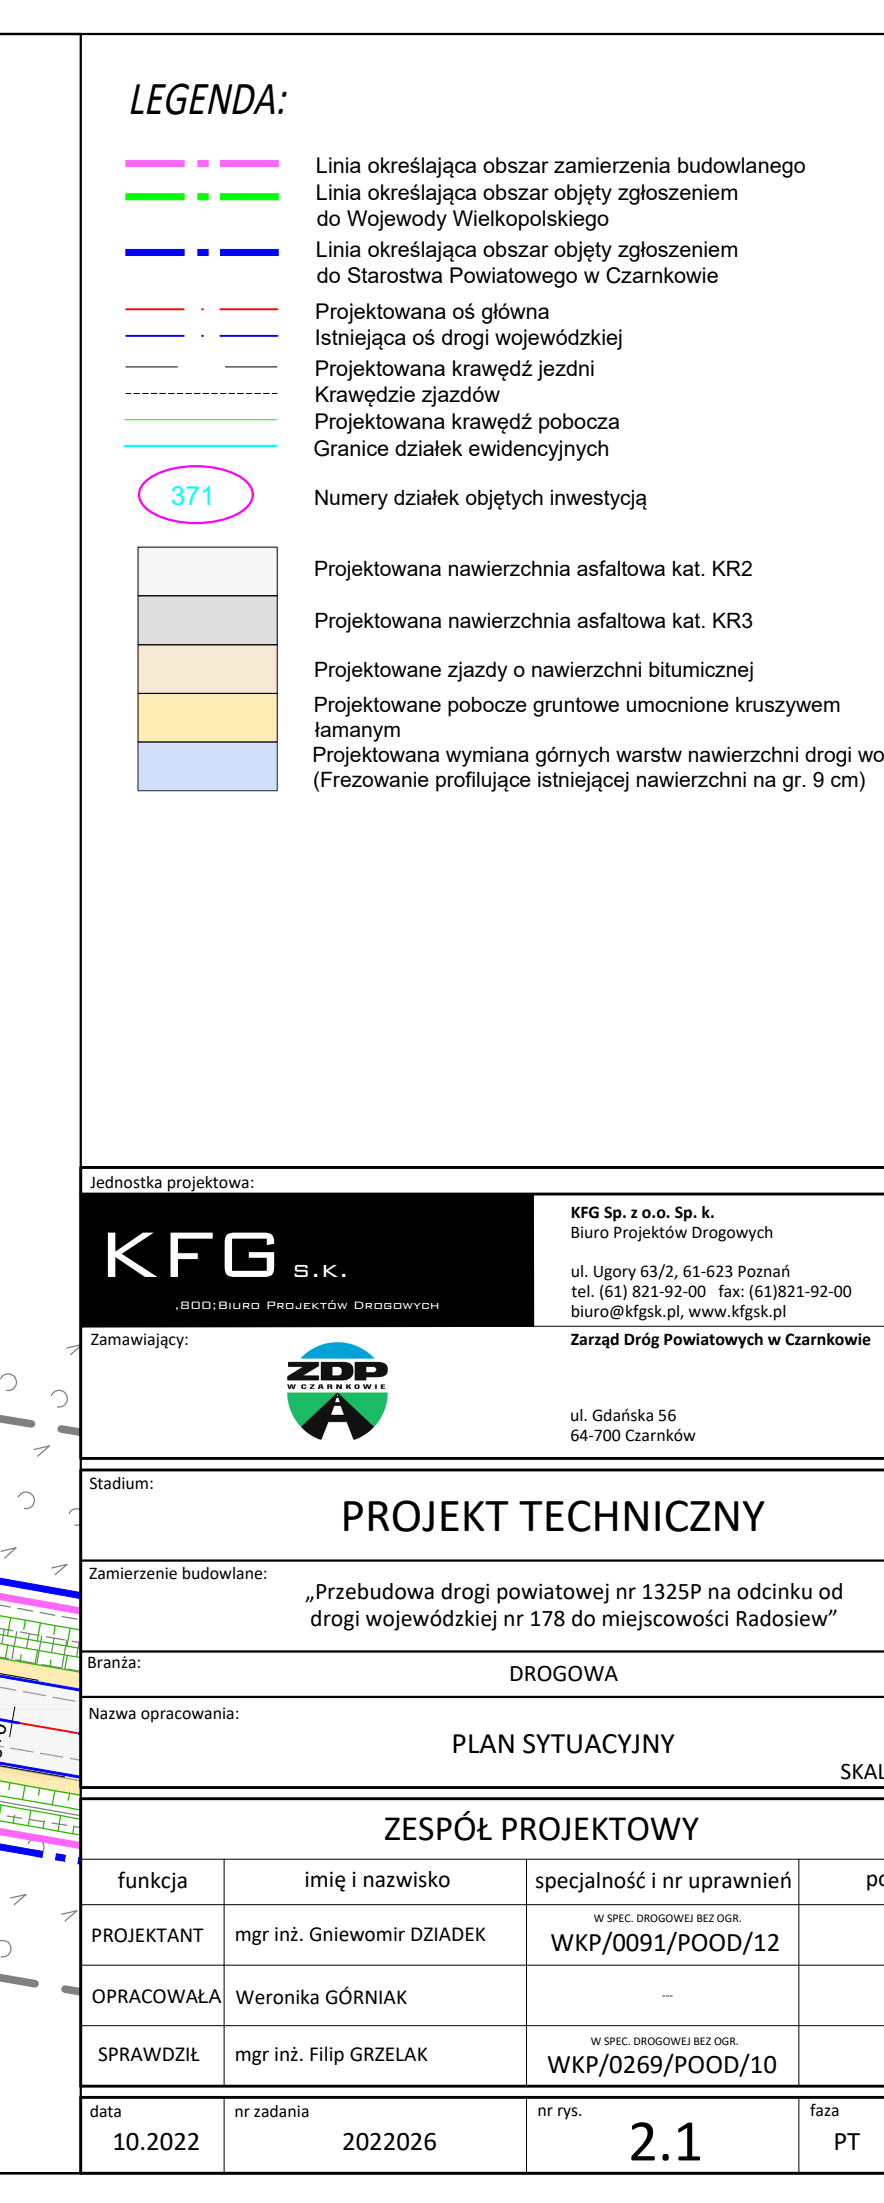 LEGENDA:
Linia określająca obszar zamierzenia budowlanego
Linia określająca obszar objęty zgłoszeniem
do Wojewody Wielkopolskiego
Linia określająca obszar objęty zgłoszeniem
do Starostwa Powiatowego w Czarnkowie
Projektowana oś główna
Istniejąca oś drogi wojewódzkiej
Projektowana krawędź jezdni
Krawędzie zjazdów
Projektowana krawędź pobocza
Granice działek ewidencyjnych
371 Numery działek objętych inwestycją
Projektowana nawierzchnia asfaltowa kat. KR2
Projektowana nawierzchnia asfaltowa kat. KR3
Projektowane zjazdy o nawierzchni bitumicznej
Projektowane pobocze gruntowe umocnione kruszywem
łamanym
Projektowana wymiana górnych warstw nawierzchni drogi wo
(Frezowanie profilujące istniejącej nawierzchni na gr. 9 cm)
Jednostka projektowa:
KFG S.K.
,800;Biuro Projektów Drogowych
KFG Sp. z o.o. Sp. k.
Biuro Projektów Drogowych
ul. Ugory 63/2, 61-623 Poznań
tel. (61) 821-92-00 fax: (61)821-92-00
biuro@kfgsk.pl, www.kfgsk.pl
Zamawiający:
ZDP
W CZARNKOWIE
Zarząd Dróg Powiatowych w Czarnkowie
ul. Gdańska 56
64-700 Czarnków
Stadium:
PROJEKT TECHNICZNY
Zamierzenie budowlane:
„Przebudowa drogi powiatowej nr 1325P na odcinku od
drogi wojewódzkiej nr 178 do miejscowości Radosiew”
Branża:
DROGOWA
Nazwa opracowania:
PLAN SYTUACYJNY
SKAL
ZESPÓŁ PROJEKTOWY
funkcja imię i nazwisko specjalność i nr uprawnień po
PROJEKTANT mgr inż. Gniewomir DZIADEK
W SPEC. DROGOWEJ BEZ OGR.
WKP/0091/POOD/12
OPRACOWAŁA Weronika GÓRNIAK ---
SPRAWDZIŁ mgr inż. Filip GRZELAK
W SPEC. DROGOWEJ BEZ OGR.
WKP/0269/POOD/10
data nr zadania nr rys. faza
10.2022 2022026 2.1 PT